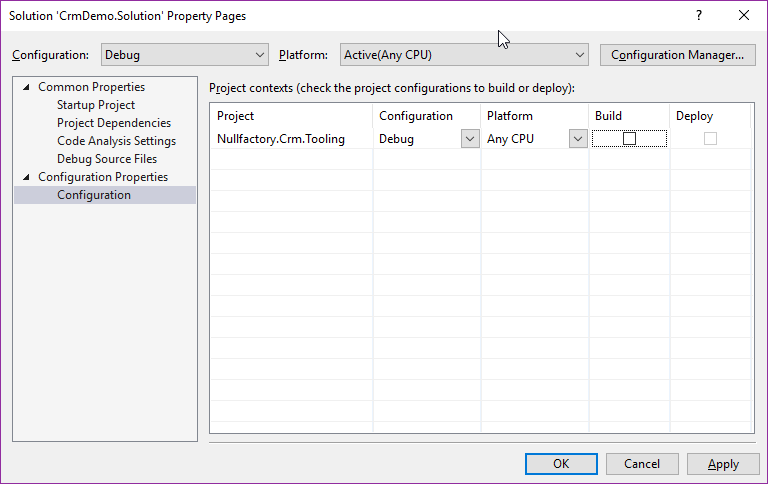 Solution 'CrmDemo.Solution' Property Pages ?
Configuration: Debug Platform: Active(Any CPU) Configuration Manager...
Common Properties
Startup Project
Project Dependencies
Code Analysis Settings
Debug Source Files
Configuration Properties
Configuration
Project contexts (check the project configurations to build or deploy):
Project Configuration Platform Build Deploy
Nullfactory.Crm.Tooling Debug Any CPU
OK Cancel Apply